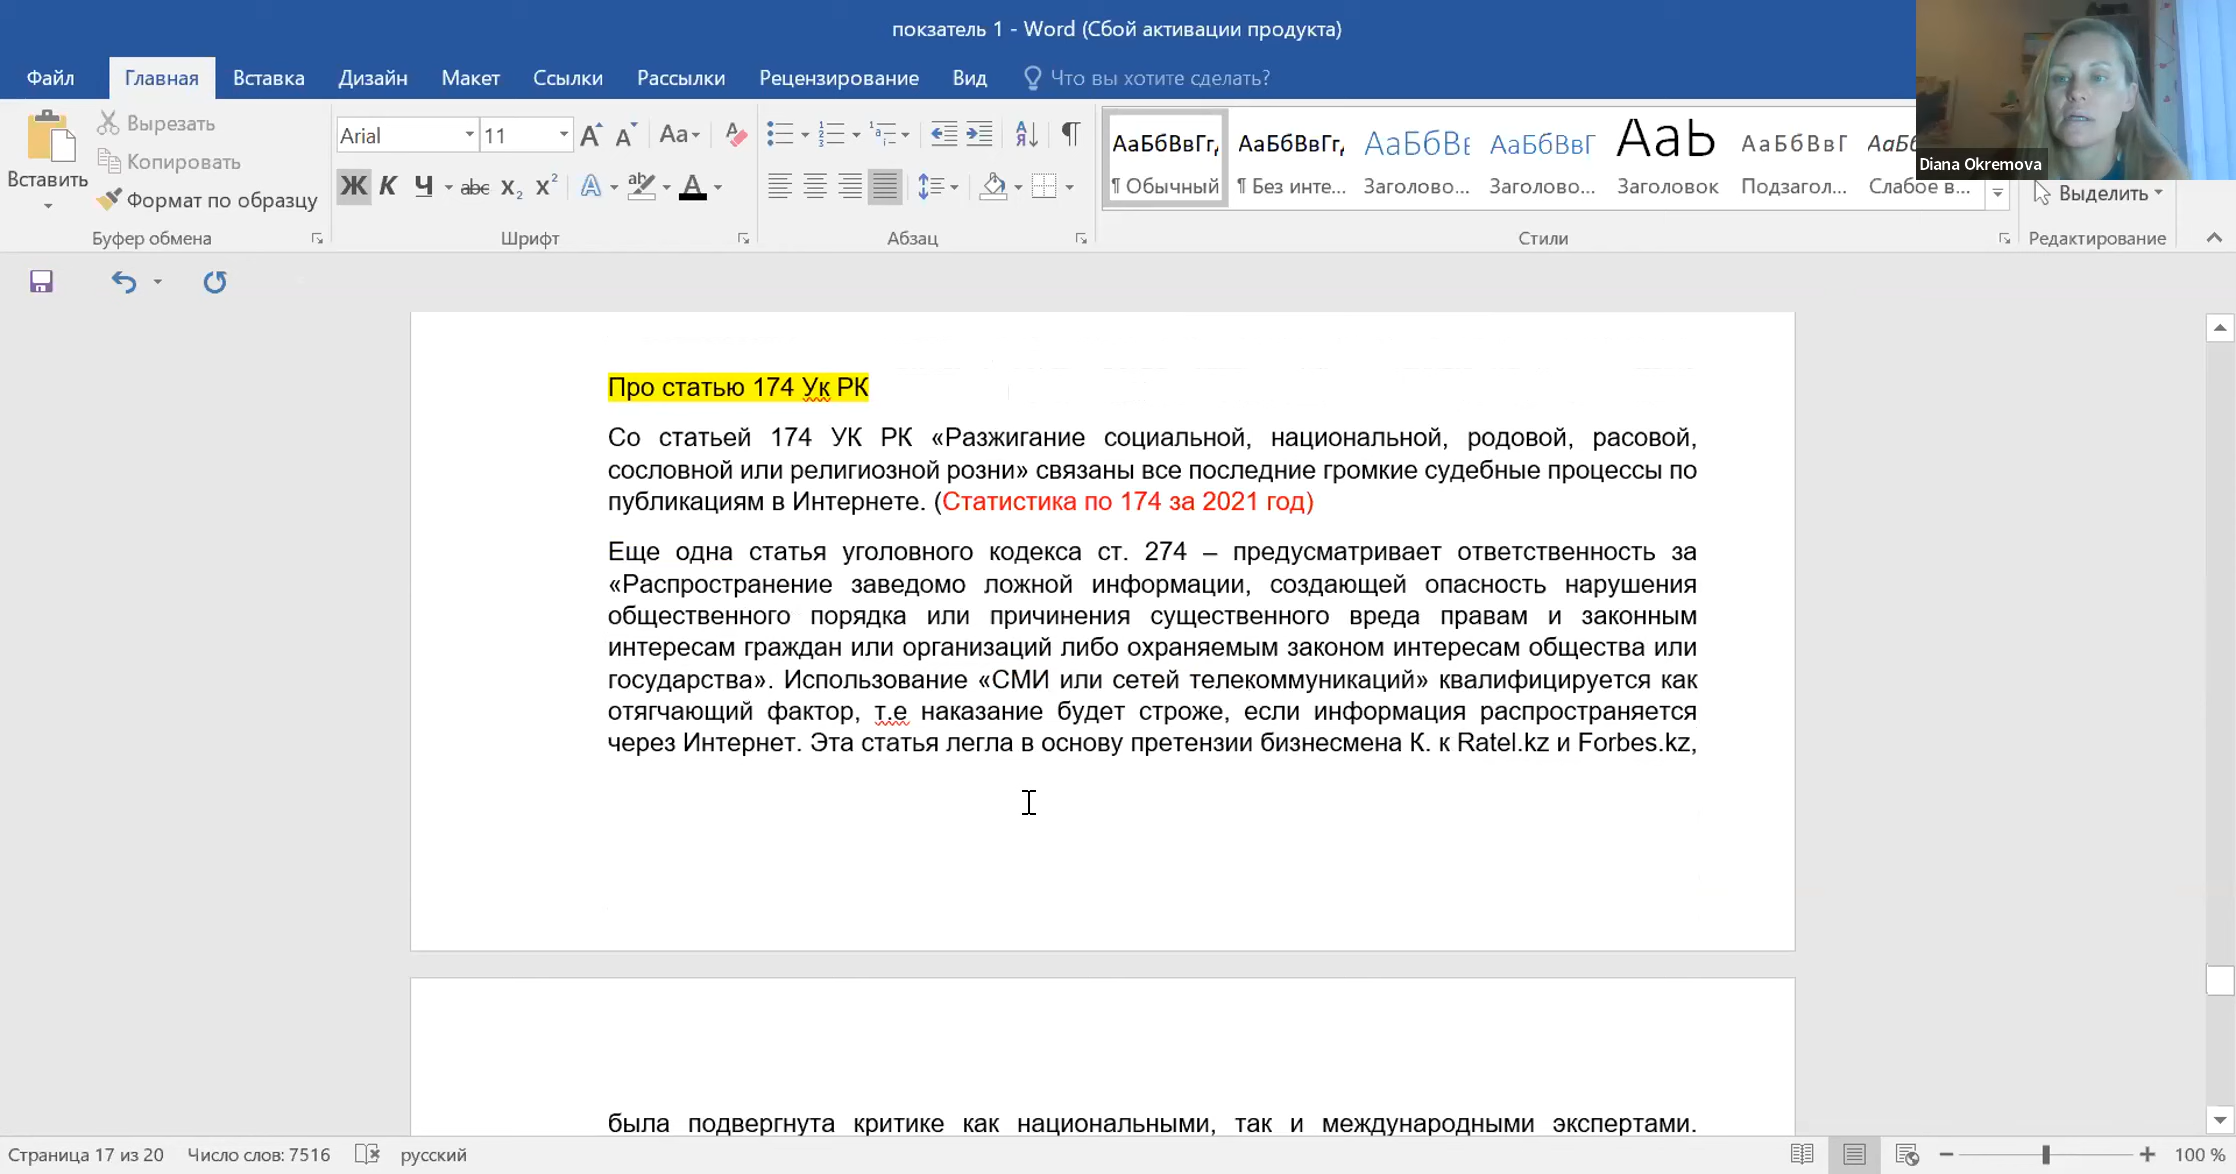 покзатель 1 - Word (Сбой активации продукта)
Файл Главная Вставка Дизайн Макет Ссылки Рассылки Рецензирование Вид Что вы хотите сделать?
Diana Okremova
Вставить
Вырезать
Копировать
Формат по образцу
Буфер обмена
Arial 11
Ж К Ч abc X₂ X²
Шрифт
Абзац
АаБбВвГг, АаБбВвГг, АаБбВв АаБбВвГ АаЬ АаБбВвГ АаБб
¶ Обычный ¶ Без инте... Заголово... Заголово... Заголовок Подзагол... Слабое в...
Стили
Выделить
Редактирование
Про статью 174 Ук РК
Со статьей 174 УК РК «Разжигание социальной, национальной, родовой, расовой,
сословной или религиозной розни» связаны все последние громкие судебные процессы по
публикациям в Интернете. (Статистика по 174 за 2021 год)
Еще одна статья уголовного кодекса ст. 274 – предусматривает ответственность за
«Распространение заведомо ложной информации, создающей опасность нарушения
общественного порядка или причинения существенного вреда правам и законным
интересам граждан или организаций либо охраняемым законом интересам общества или
государства». Использование «СМИ или сетей телекоммуникаций» квалифицируется как
отягчающий фактор, т.е наказание будет строже, если информация распространяется
через Интернет. Эта статья легла в основу претензии бизнесмена К. к Ratel.kz и Forbes.kz,
была подвергнута критике как национальными, так и международными экспертами.
Страница 17 из 20 Число слов: 7516 русский 100 %